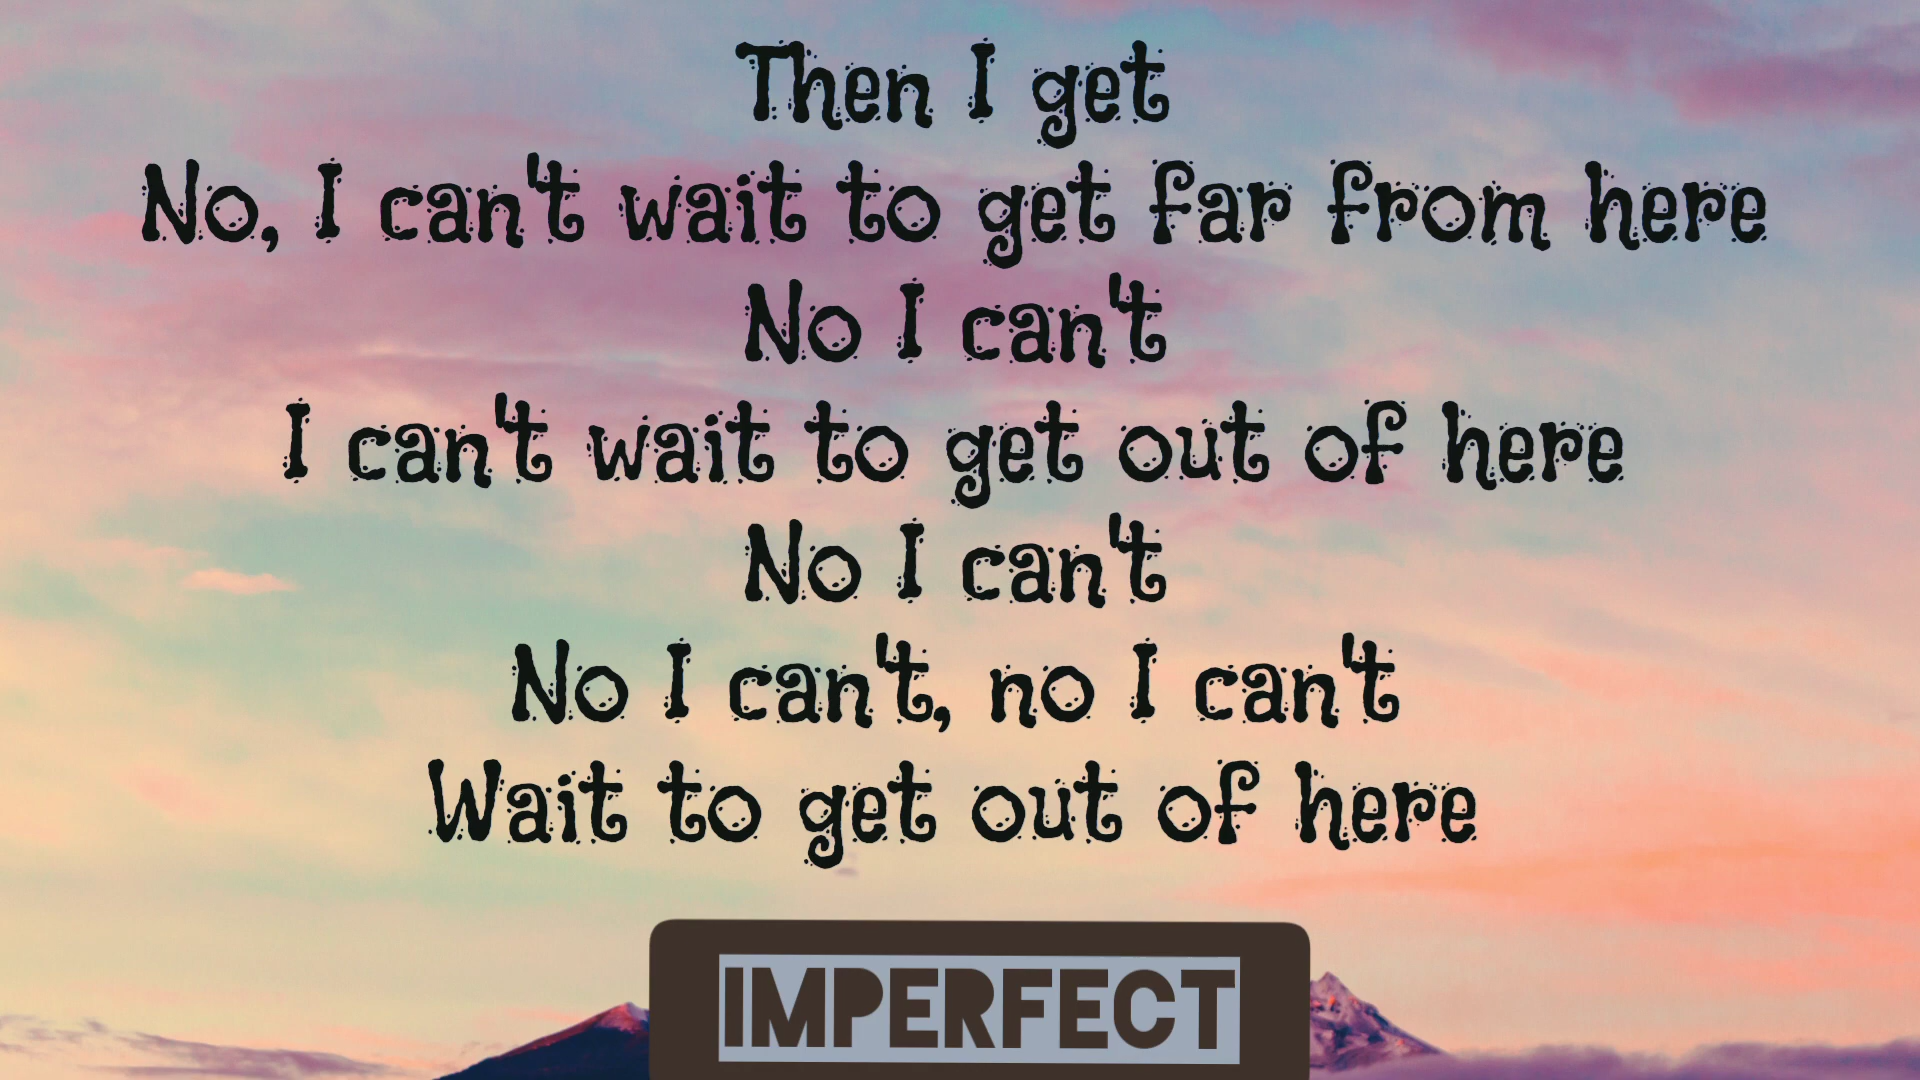 Then I get
No, I can't wait to get far from here
No I can't
I can't wait to get out of here
No I can't
No I can't, no I can't
Wait to get out of here
IMPERFECT